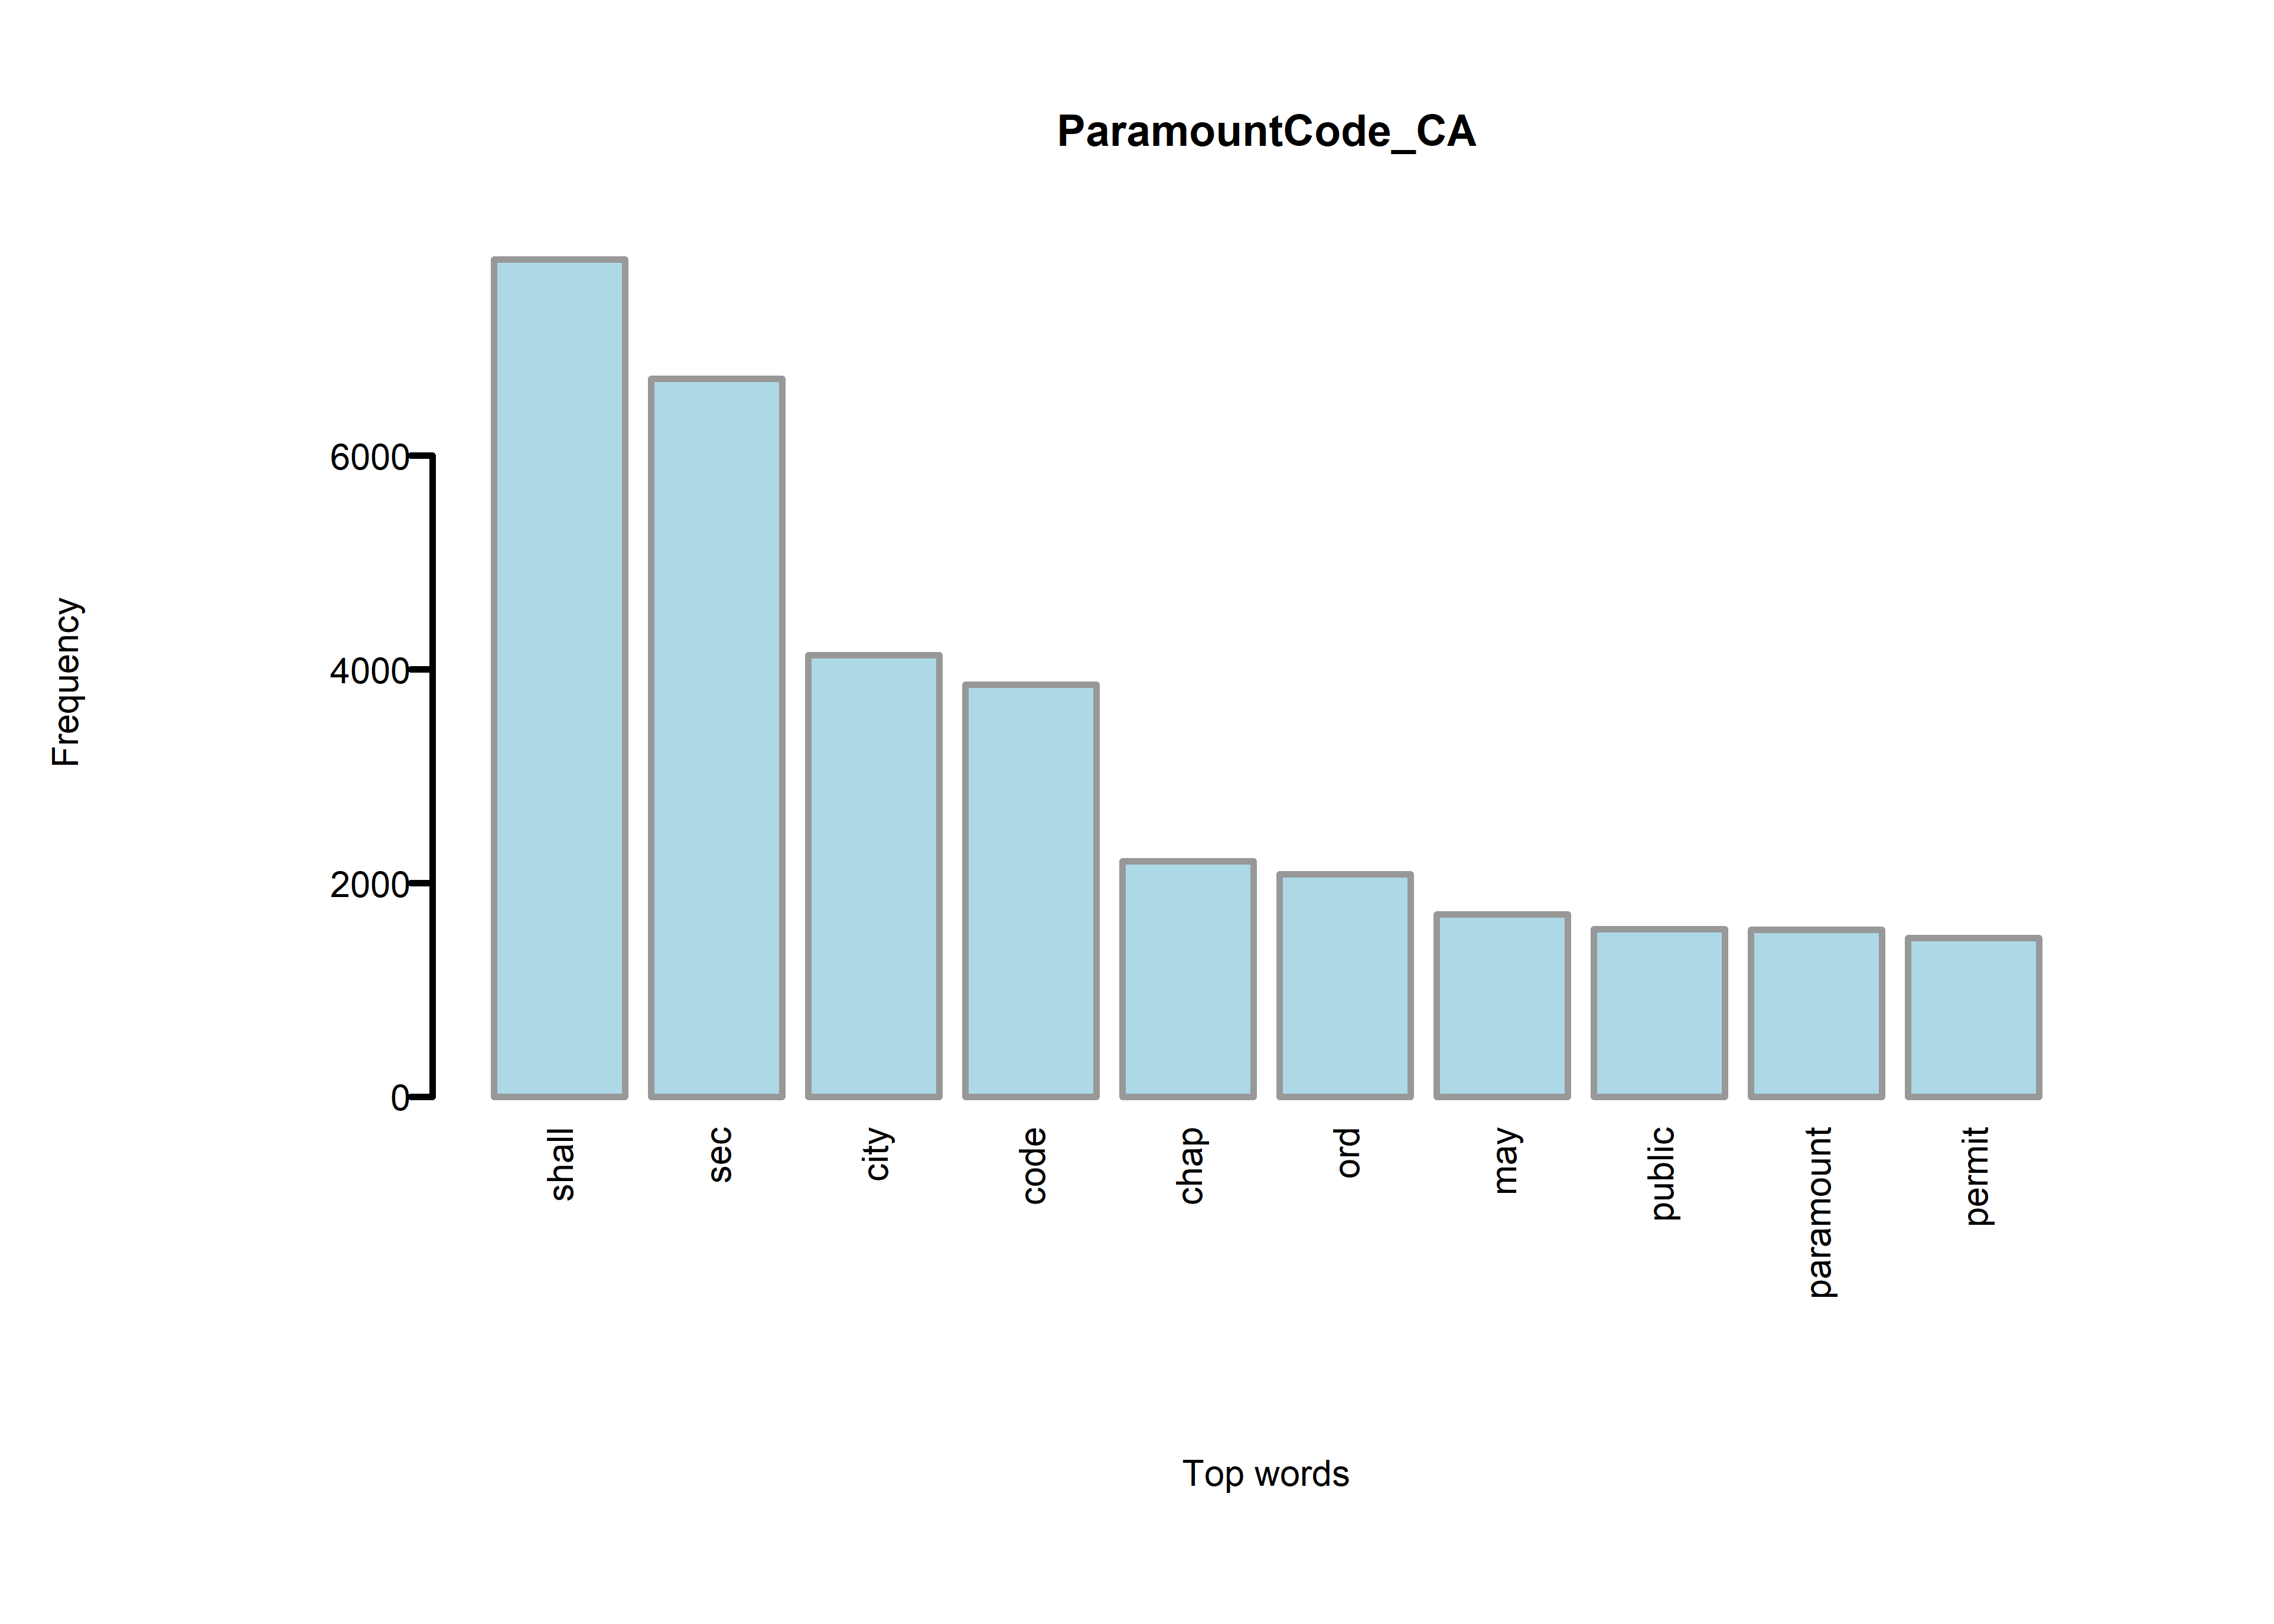 ParamountCode_CA
Frequency
6000
4000
2000
0
shall
sec
city
code
chap
ord
may
public
paramount
permit
Top words